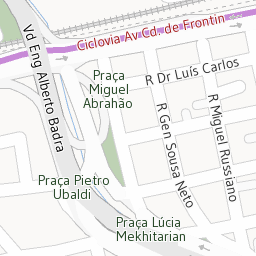 Ciclovia Av Cd. de Frontin
Vd. Eng Alberto Badra
Praça
Miguel
Abrahão
R Dr Luís Carlos
R Gen Sousa Neto
R Miguel Russiano
Praça Pietro
Ubaldi
Praça Lúcia
Mekhitarian